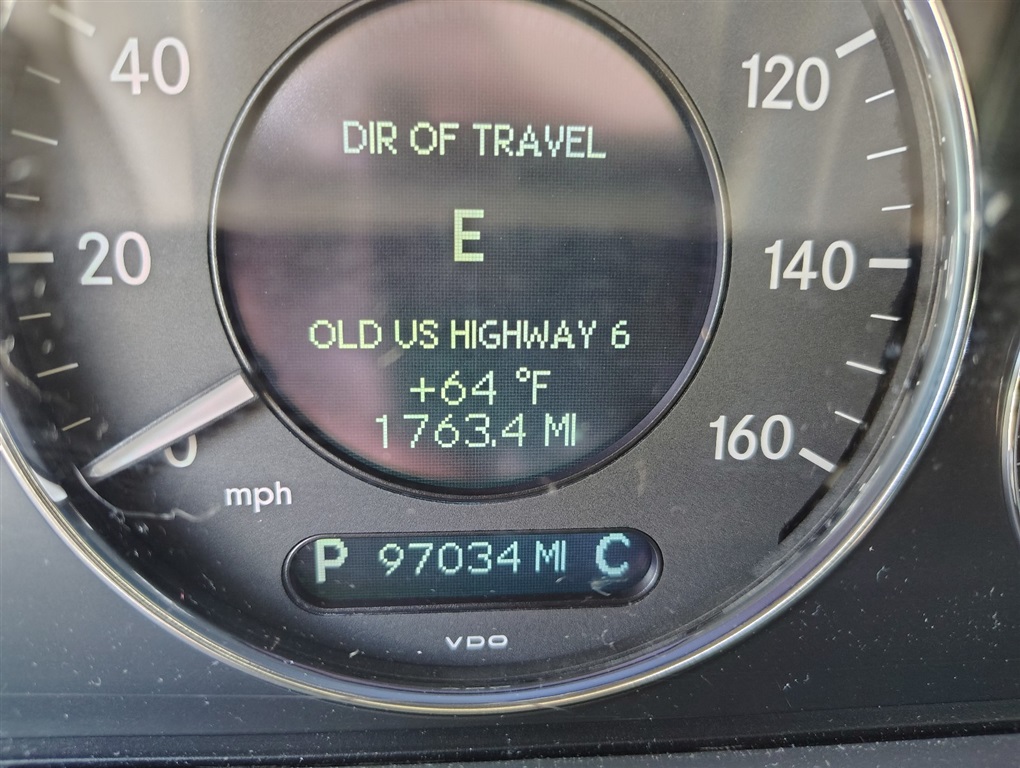 40
120
DIR OF TRAVEL
E
20
140
OLD US HIGHWAY 6
+64 °F
1763.4 MI
0
160
mph
P 97034 MI C
VDO